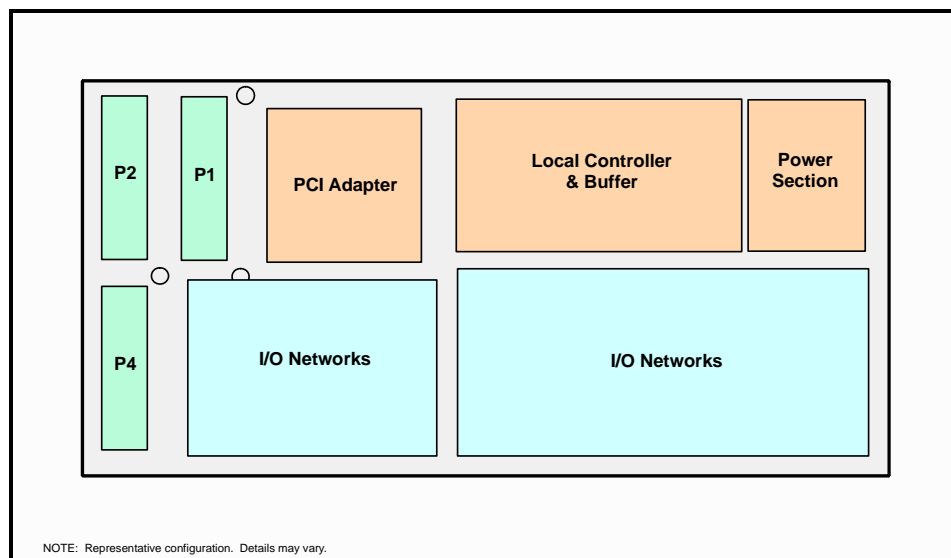 P2
P1
PCI Adapter
Local Controller
& Buffer
Power
Section
P4
I/O Networks
I/O Networks
NOTE:  Representative configuration.  Details may vary.